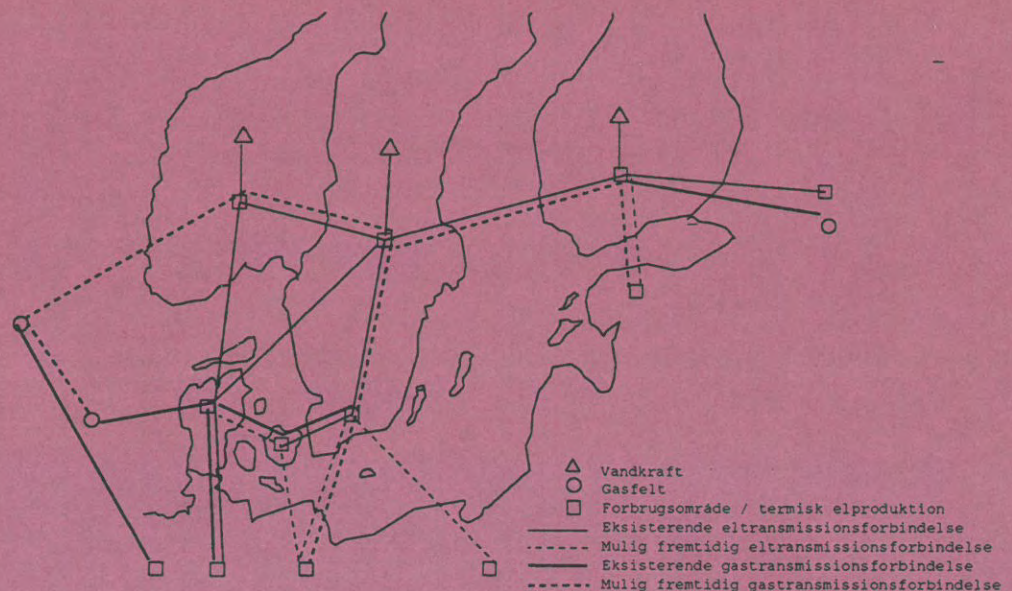 Vandkraft
Gasfelt
Forbrugsområde / termisk elproduktion
Eksisterende eltransmissionsforbindelse
Mulig fremtidig eltransmissionsforbindelse
Eksisterende gastransmissionsforbindelse
Mulig fremtidig gastransmissionsforbindelse